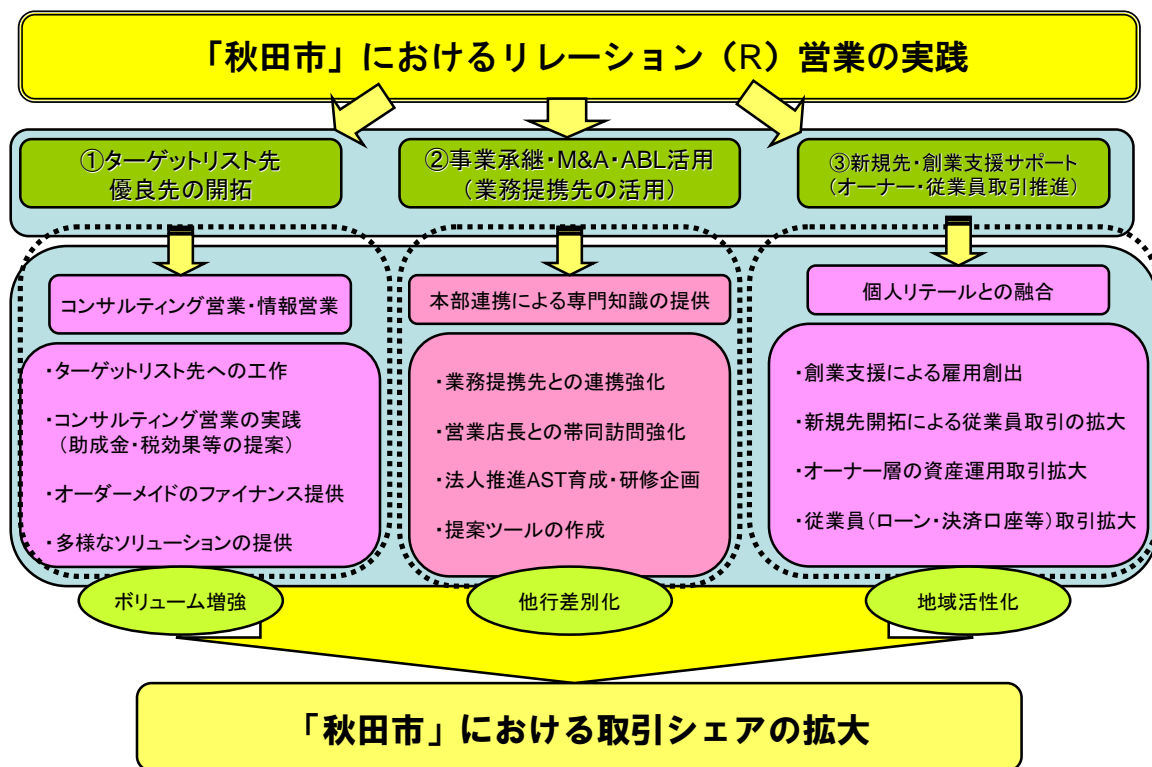 「秋田市」におけるリレーション（R）営業の実践
①ターゲットリスト先
優良先の開拓
②事業承継・M&A・ABL活用
（業務提携先の活用）
③新規先・創業支援サポート
（オーナー・従業員取引推進）
コンサルティング営業・情報営業
・ターゲットリスト先への工作
・コンサルティング営業の実践
（助成金・税効果等の提案）
・オーダーメイドのファイナンス提供
・多様なソリューションの提供
ボリューム増強
本部連携による専門知識の提供
・業務提携先との連携強化
・営業店長との帯同訪問強化
・法人推進AST育成・研修企画
・提案ツールの作成
他行差別化
個人リテールとの融合
・創業支援による雇用創出
・新規先開拓による従業員取引の拡大
・オーナー層の資産運用取引拡大
・従業員（ローン・決済口座等）取引拡大
地域活性化
「秋田市」における取引シェアの拡大